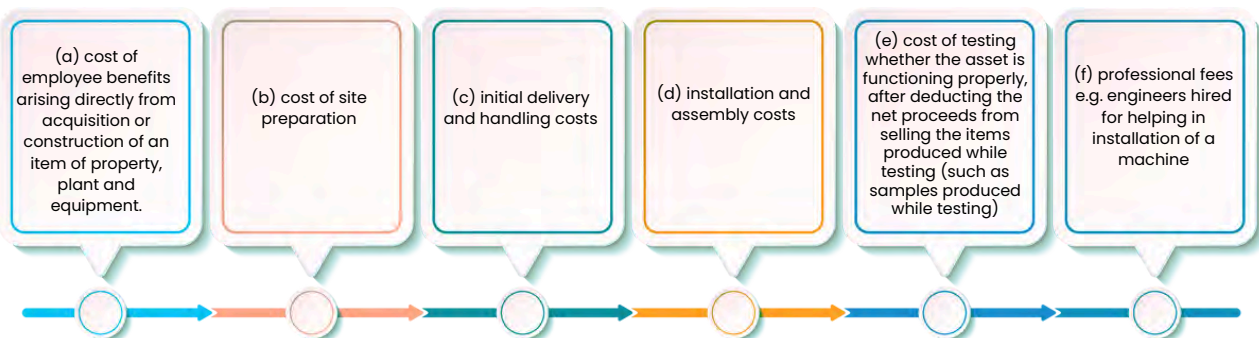 (a) cost of
employee benefits
arising directly from
acquisition or
construction of an
item of property,
plant and
equipment.
(b) cost of site
preparation
(c) initial delivery
and handling costs
(d) installation and
assembly costs
(e) cost of testing
whether the asset is
functioning properly,
after deducting the
net proceeds from
selling the items
produced while
testing (such as
samples produced
while testing)
(f) professional fees
e.g. engineers hired
for helping in
installation of a
machine